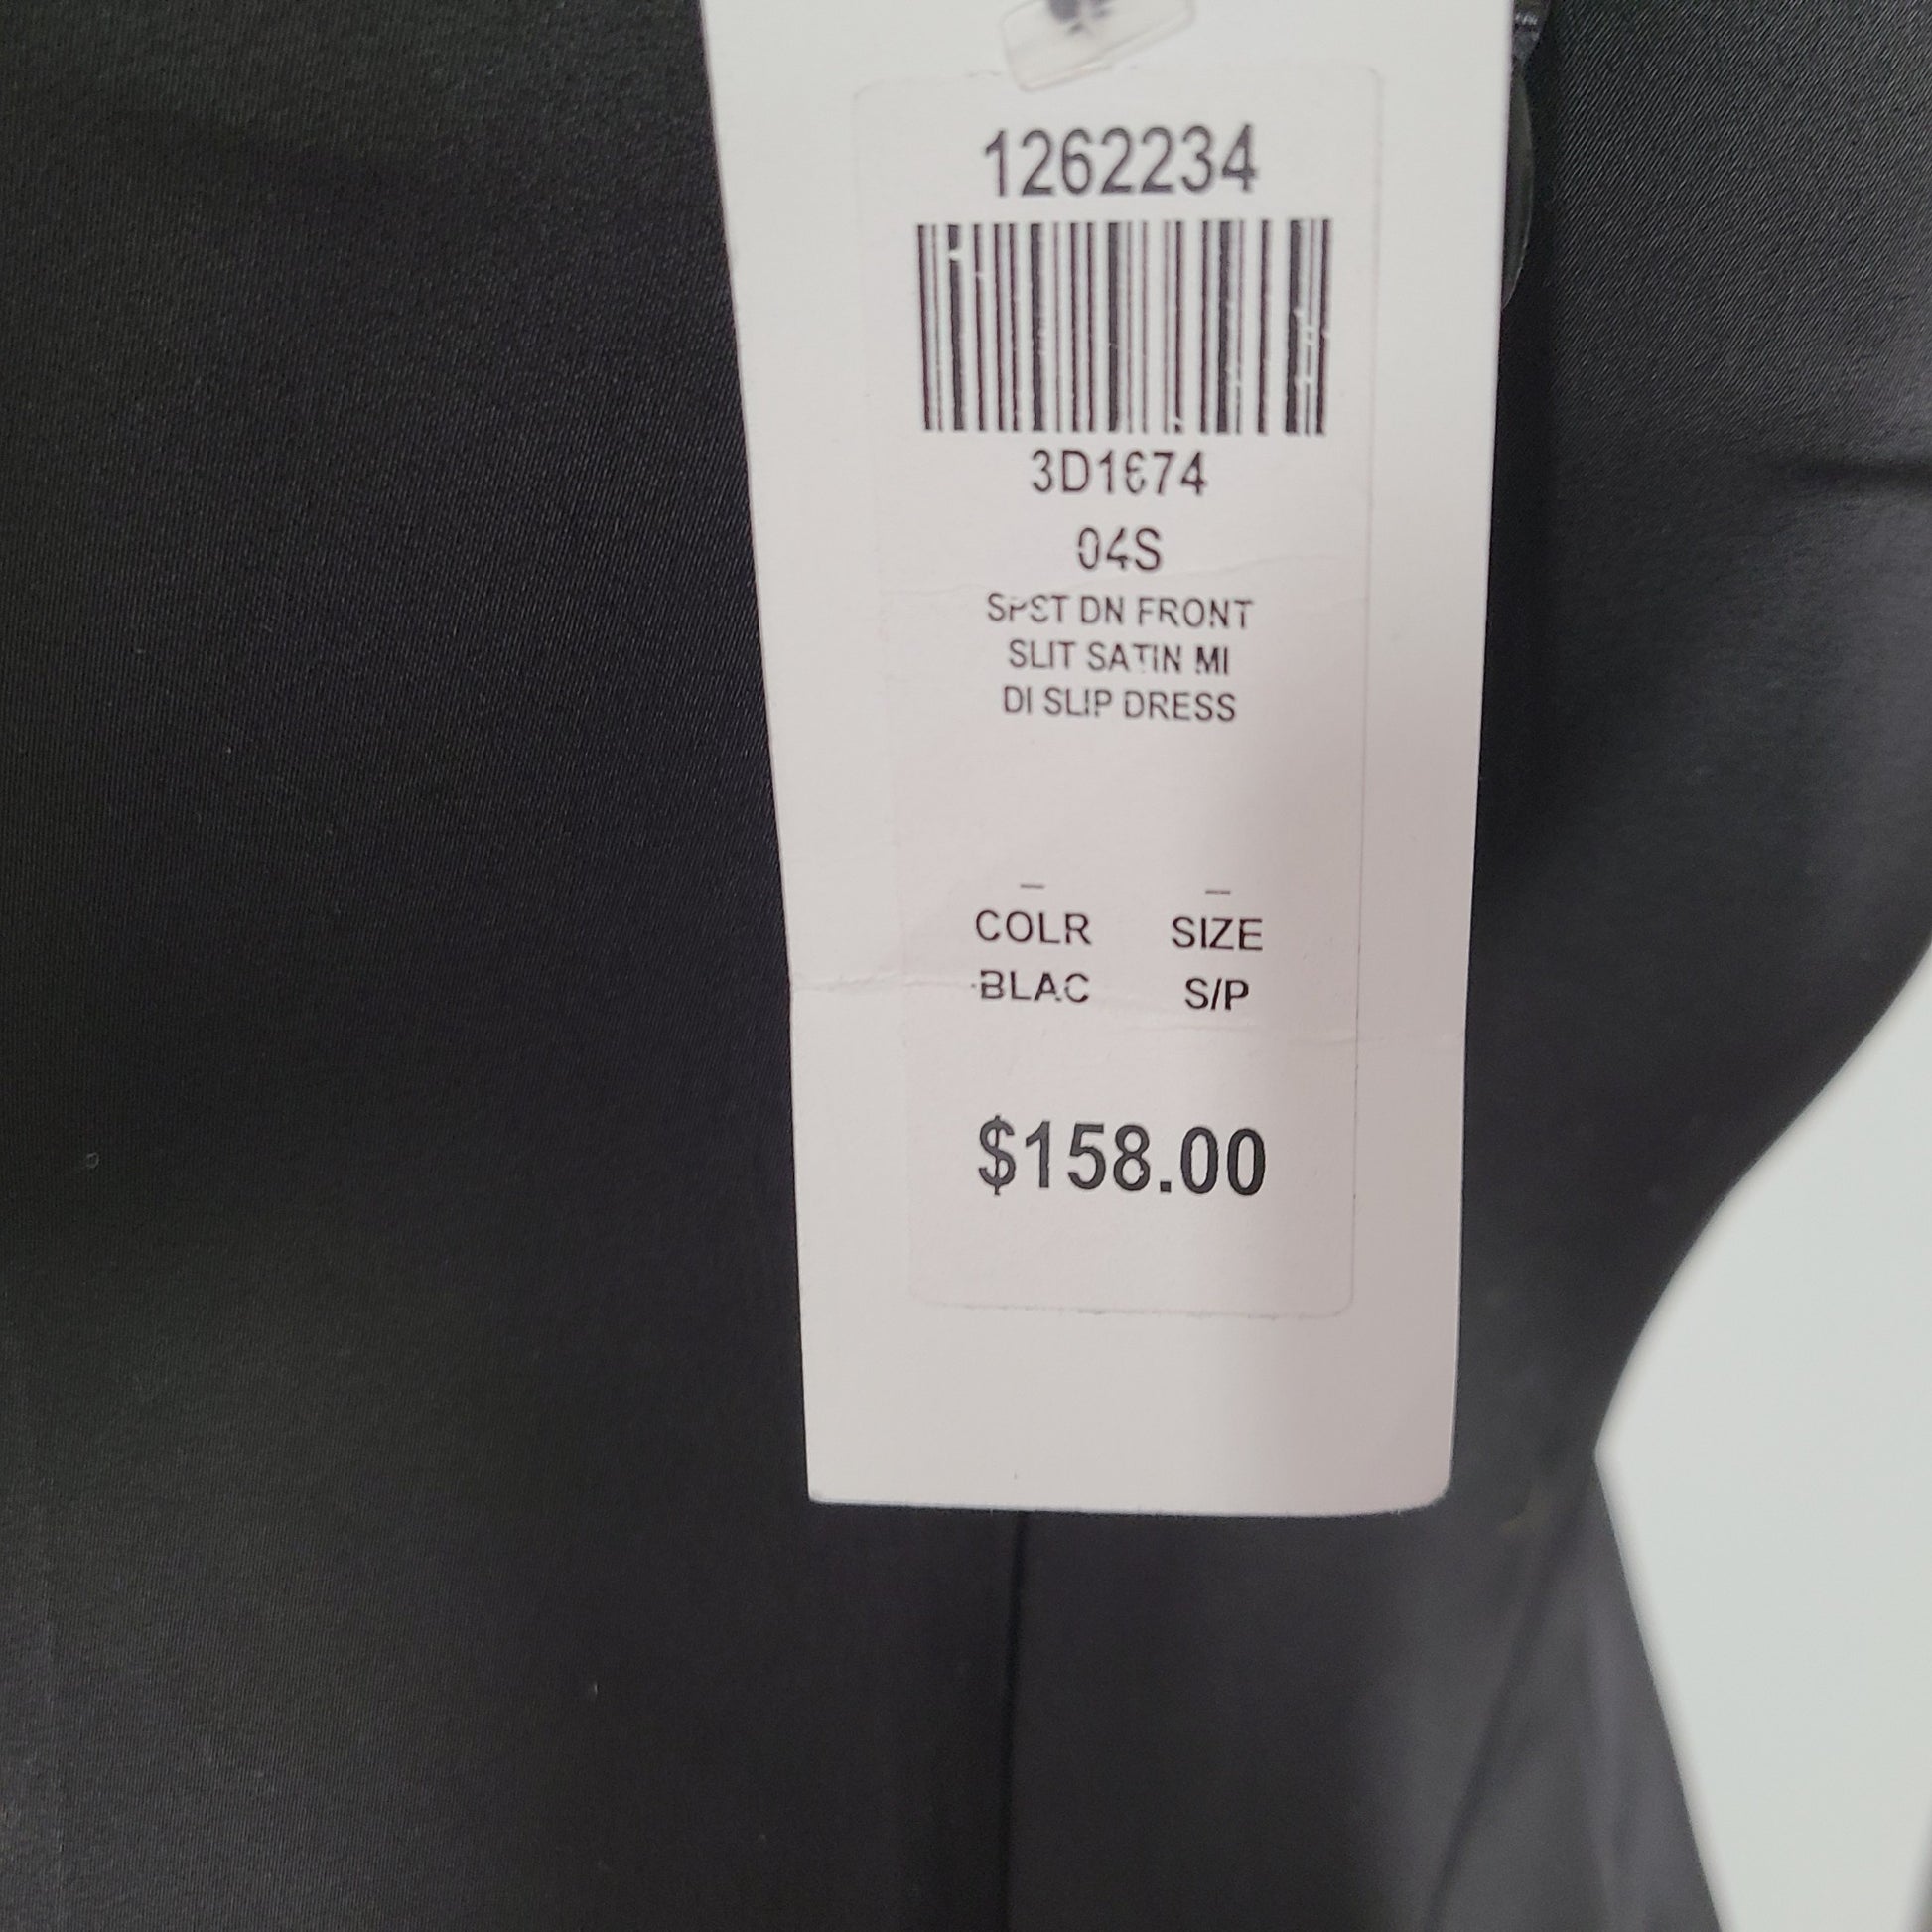 1262234
3D1674
04S
SPST DN FRONT
SLIT SATIN MI
DI SLIP DRESS
COLR SIZE
BLAC S/P
$158.00